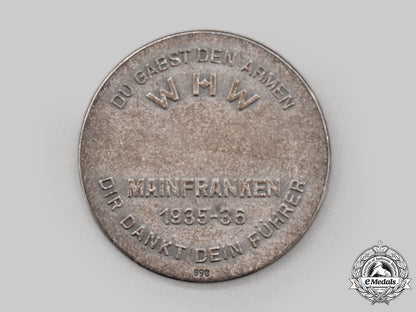 DU GABST DEN ARMEN
WHW
MAINFRANKEN
1935-36
DIR DANKT DEIN FÜHRER
eMedals